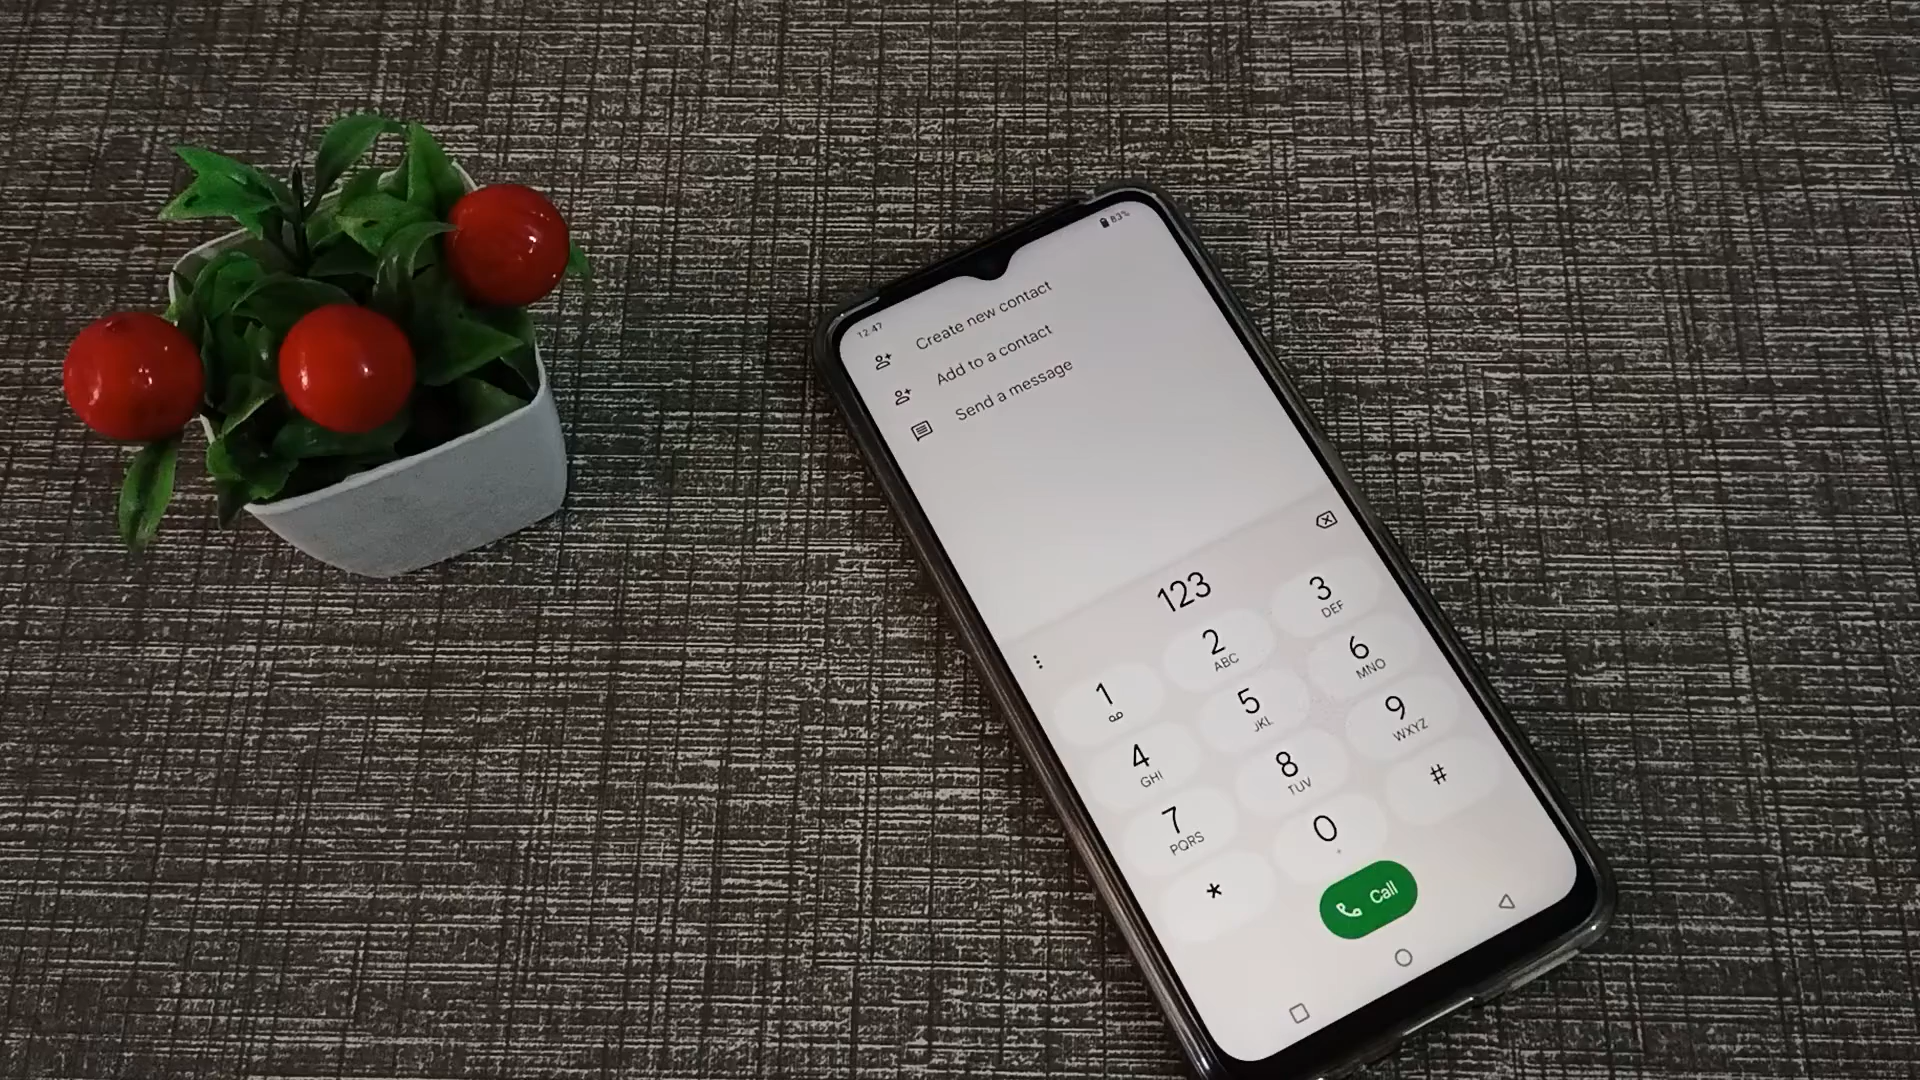 12:47
83%
Create new contact
Add to a contact
Send a message
123
1
2
ABC
3
DEF
4
GHI
5
JKL
6
MNO
7
PQRS
8
TUV
9
WXYZ
*
0
+
#
Call